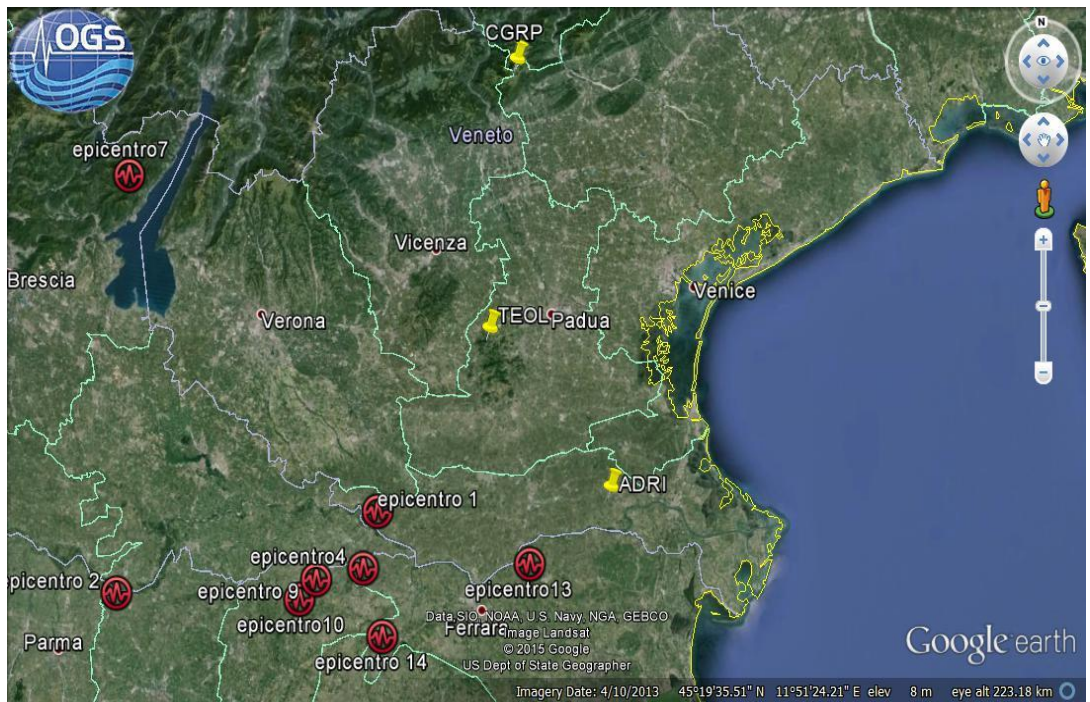 OGS
CGRP
N
Veneto
epicentro7
Vicenza
Brescia
Venice
TEOL
Padua
Verona
ADRI
epicentro 1
epicentro4
epicentro 2
epicentro 9
epicentro13
epicentro10
Data SIO, NOAA, U.S. Navy, NGA, GEBCO
Ferrara
Image Landsat
Parma
© 2015 Google
epicentro 14
US Dept of State Geographer
Google earth
Imagery Date: 4/10/2013 45°19'35.51" N 11°51'24.21" E elev 8 m eye alt 223.18 km